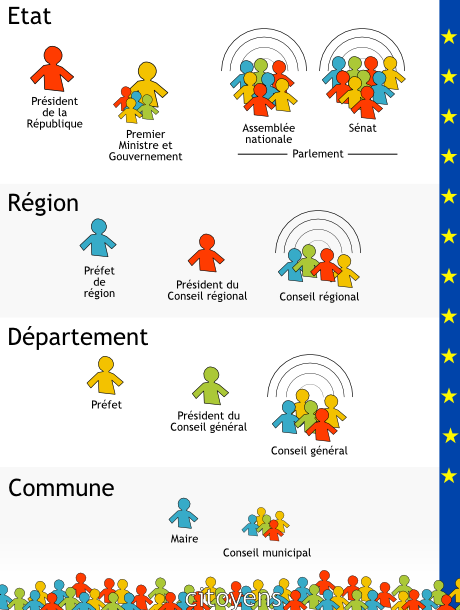 Etat
Président
de la
République
Premier
Ministre et
Gouvernement
Assemblée
nationale
Sénat
Parlement
Région
Préfet
de
région
Président du
Conseil régional
Conseil régional
Département
Préfet
Président du
Conseil général
Conseil général
Commune
Maire
Conseil municipal
citoyens